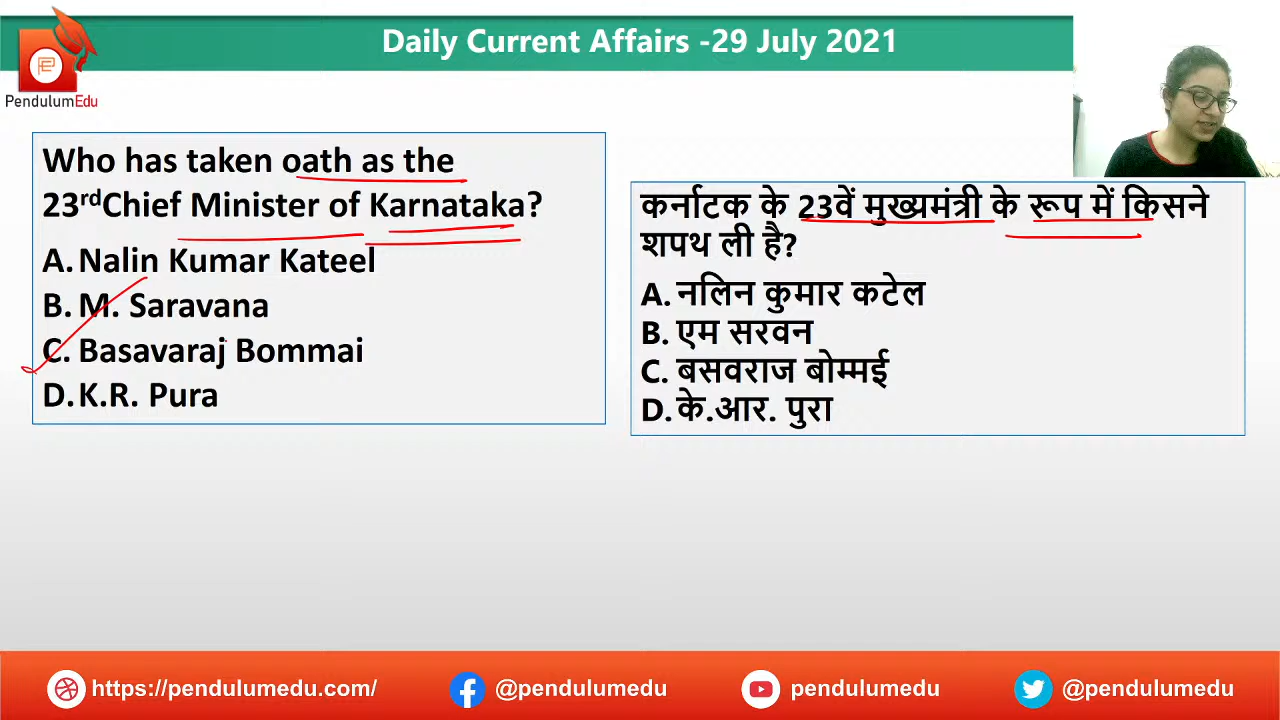 Daily Current Affairs -29 July 2021
PendulumEdu
Who has taken oath as the
23rdChief Minister of Karnataka?
A. Nalin Kumar Kateel
B. M. Saravana
C. Basavaraj Bommai
D. K.R. Pura
कर्नाटक के 23वें मुख्यमंत्री के रूप में किसने
शपथ ली है?
A. नलिन कुमार कटेल
B. एम सरवन
C. बसवराज बोम्मई
D. के.आर. पुरा
https://pendulumedu.com/
@pendulumedu
pendulumedu
@pendulumedu